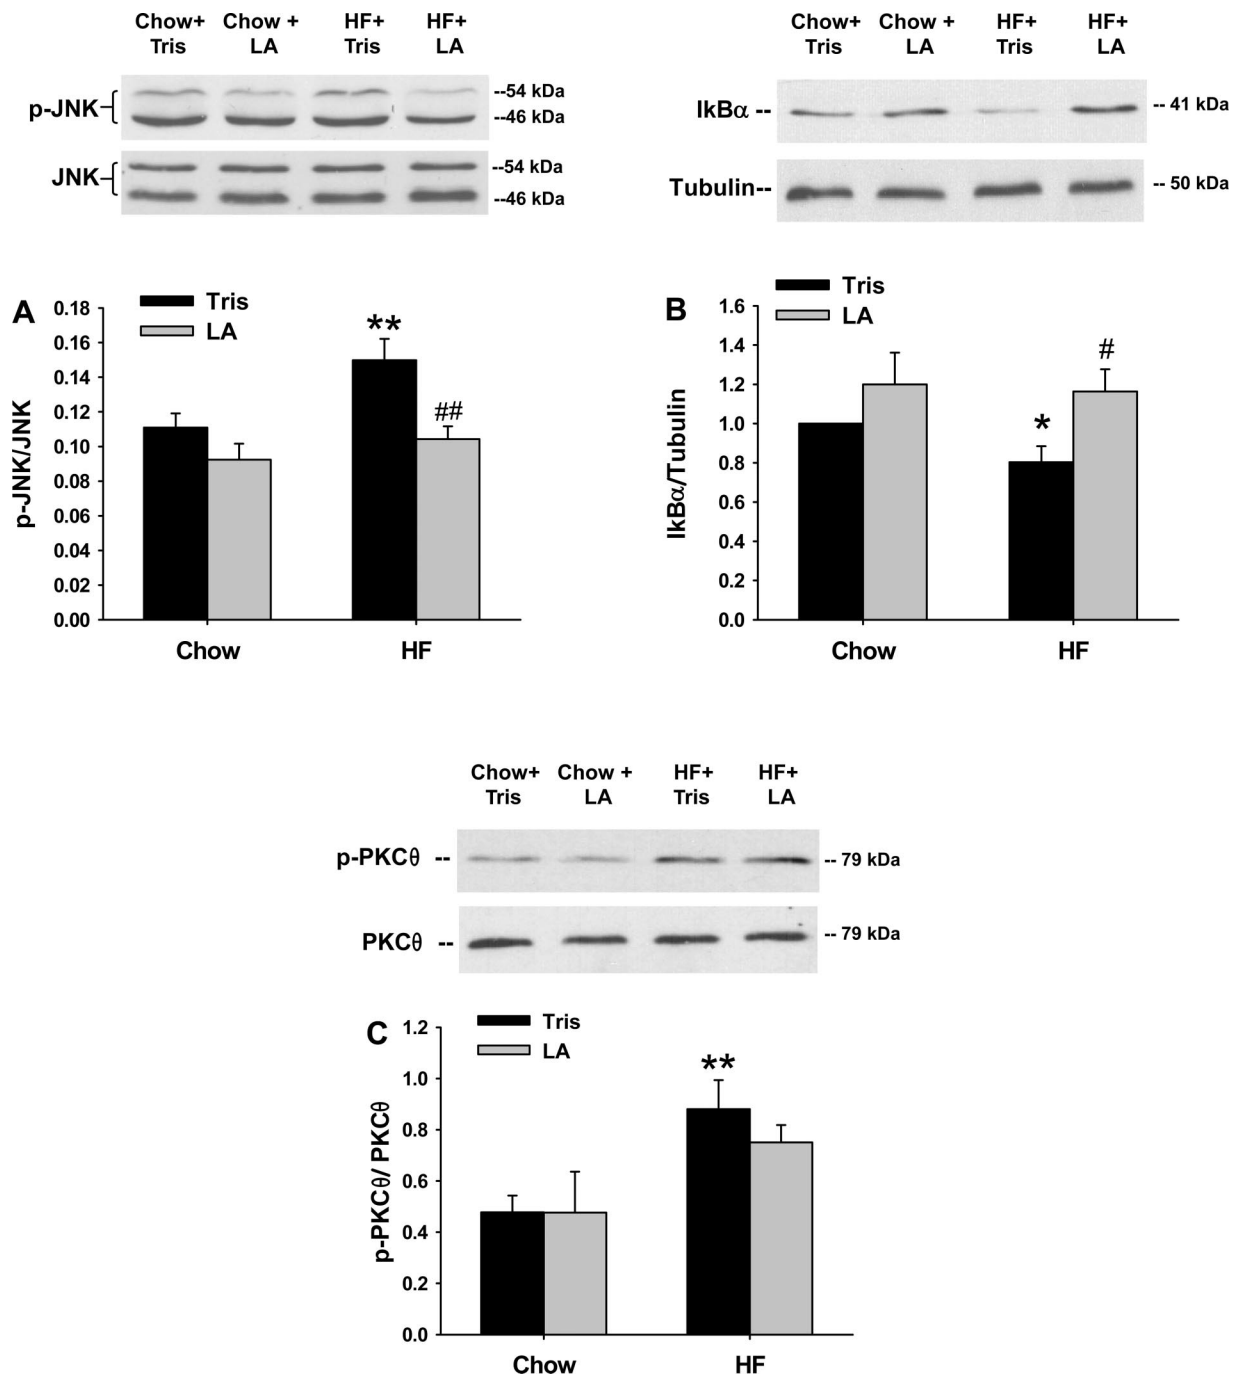 Chow+ Chow + HF+ HF+
Tris LA Tris LA
p-JNK --54 kDa
--46 kDa
JNK --54 kDa
--46 kDa
Chow+ Chow + HF+ HF+
Tris LA Tris LA
IkBα -- -- 41 kDa
Tubulin-- -- 50 kDa
A
Tris
LA
p-JNK/JNK
0.18
0.16
0.14
0.12
0.10
0.08
0.06
0.04
0.02
0.00
**
##
Chow HF
B
Tris
LA
IkBα/Tubulin
1.6
1.4
1.2
1.0
0.8
0.6
0.4
0.2
0.0
*
#
Chow HF
Chow+ Chow + HF+ HF+
Tris LA Tris LA
p-PKCθ -- -- 79 kDa
PKCθ -- -- 79 kDa
C
Tris
LA
p-PKCθ/ PKCθ
1.2
1.0
0.8
0.6
0.4
0.2
0.0
**
Chow HF